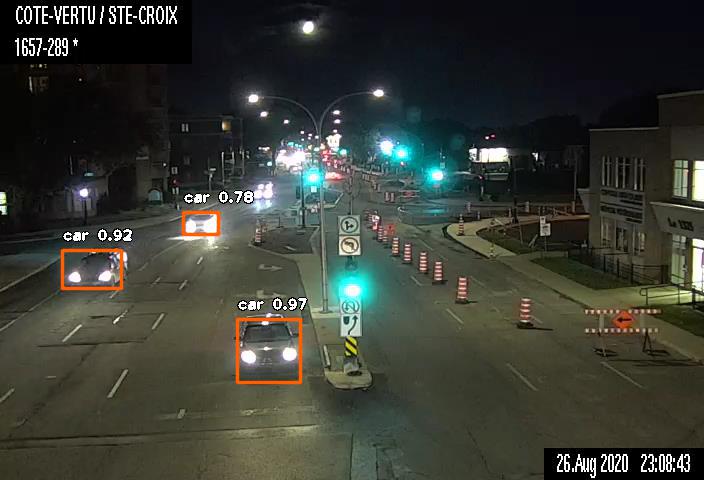 COTE-VERTU / STE-CROIX
1657-289 *
car 0.78
car 0.92
car 0.97
26.Aug 2020 23:08:43